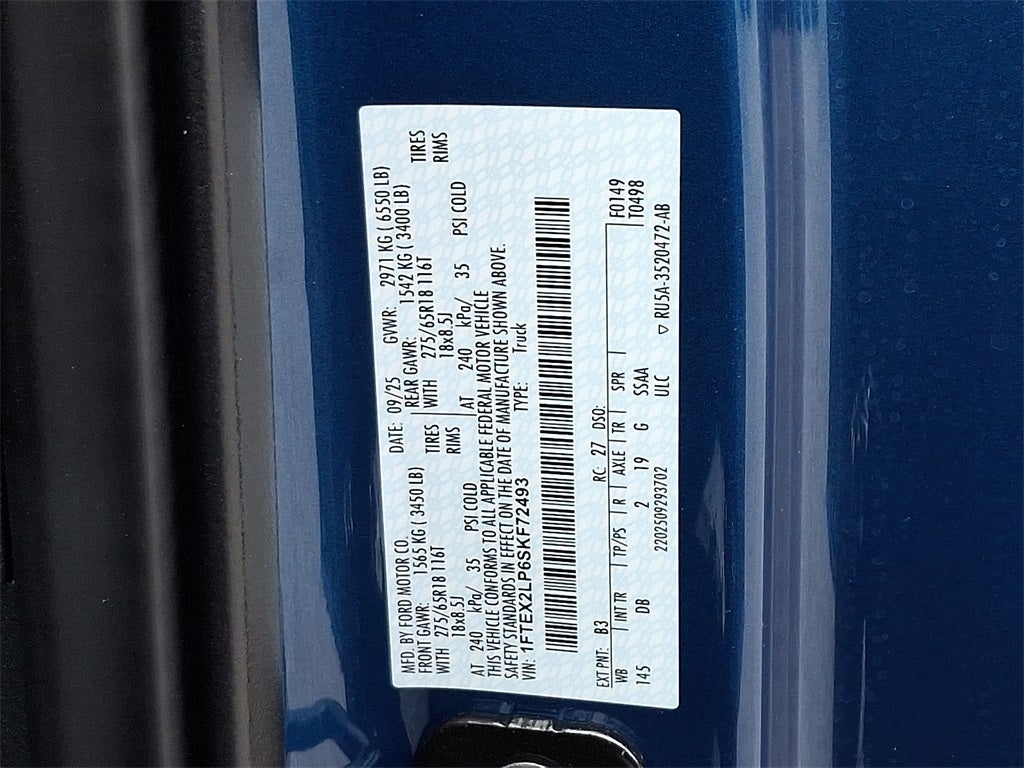 MFD. BY FORD MOTOR CO. DATE: 09/25 GVWR: 2971 KG ( 6550 LB)
FRONT GAWR: 1565 KG ( 3450 LB) REAR GAWR: 1542 KG ( 3400 LB)
WITH 275/65R18 116T TIRES WITH 275/65R18 116T TIRES
18x8.5J RIMS 18x8.5J RIMS
AT 240 kPa/ 35 PSI COLD AT 240 kPa/ 35 PSI COLD
THIS VEHICLE CONFORMS TO ALL APPLICABLE FEDERAL MOTOR VEHICLE
SAFETY STANDARDS IN EFFECT ON THE DATE OF MANUFACTURE SHOWN ABOVE.
VIN: 1FTEX2LP6SKF72493 TYPE: Truck
EXT PNT: B3 RC: 27 DSO: F0149
WB INT TR TP/PS R AXLE TR SPR T0498
145 DB 2 19 G SSAA
2202509293702 ULC ▽ RU5A-3520472-AB